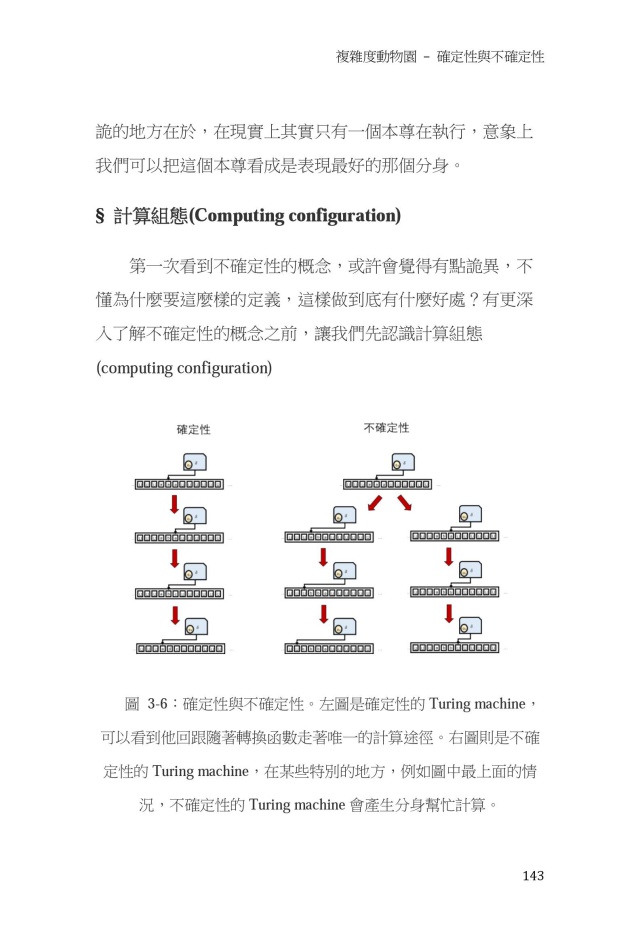 複雜度動物園 – 確定性與不確定性
詭的地方在於，在現實上其實只有一個本尊在執行，意象上
我們可以把這個本尊看成是表現最好的那個分身。
§ 計算組態(Computing configuration)
第一次看到不確定性的概念，或許會覺得有點詭異，不
懂為什麼要這麼樣的定義，這樣做到底有什麼好處？有更深
入了解不確定性的概念之前，讓我們先認識計算組態
(computing configuration)
確定性
不確定性
圖 3-6：確定性與不確定性。左圖是確定性的 Turing machine，
可以看到他回跟隨著轉換函數走著唯一的計算途徑。右圖則是不確
定性的 Turing machine，在某些特別的地方，例如圖中最上面的情
況，不確定性的 Turing machine 會產生分身幫忙計算。
143